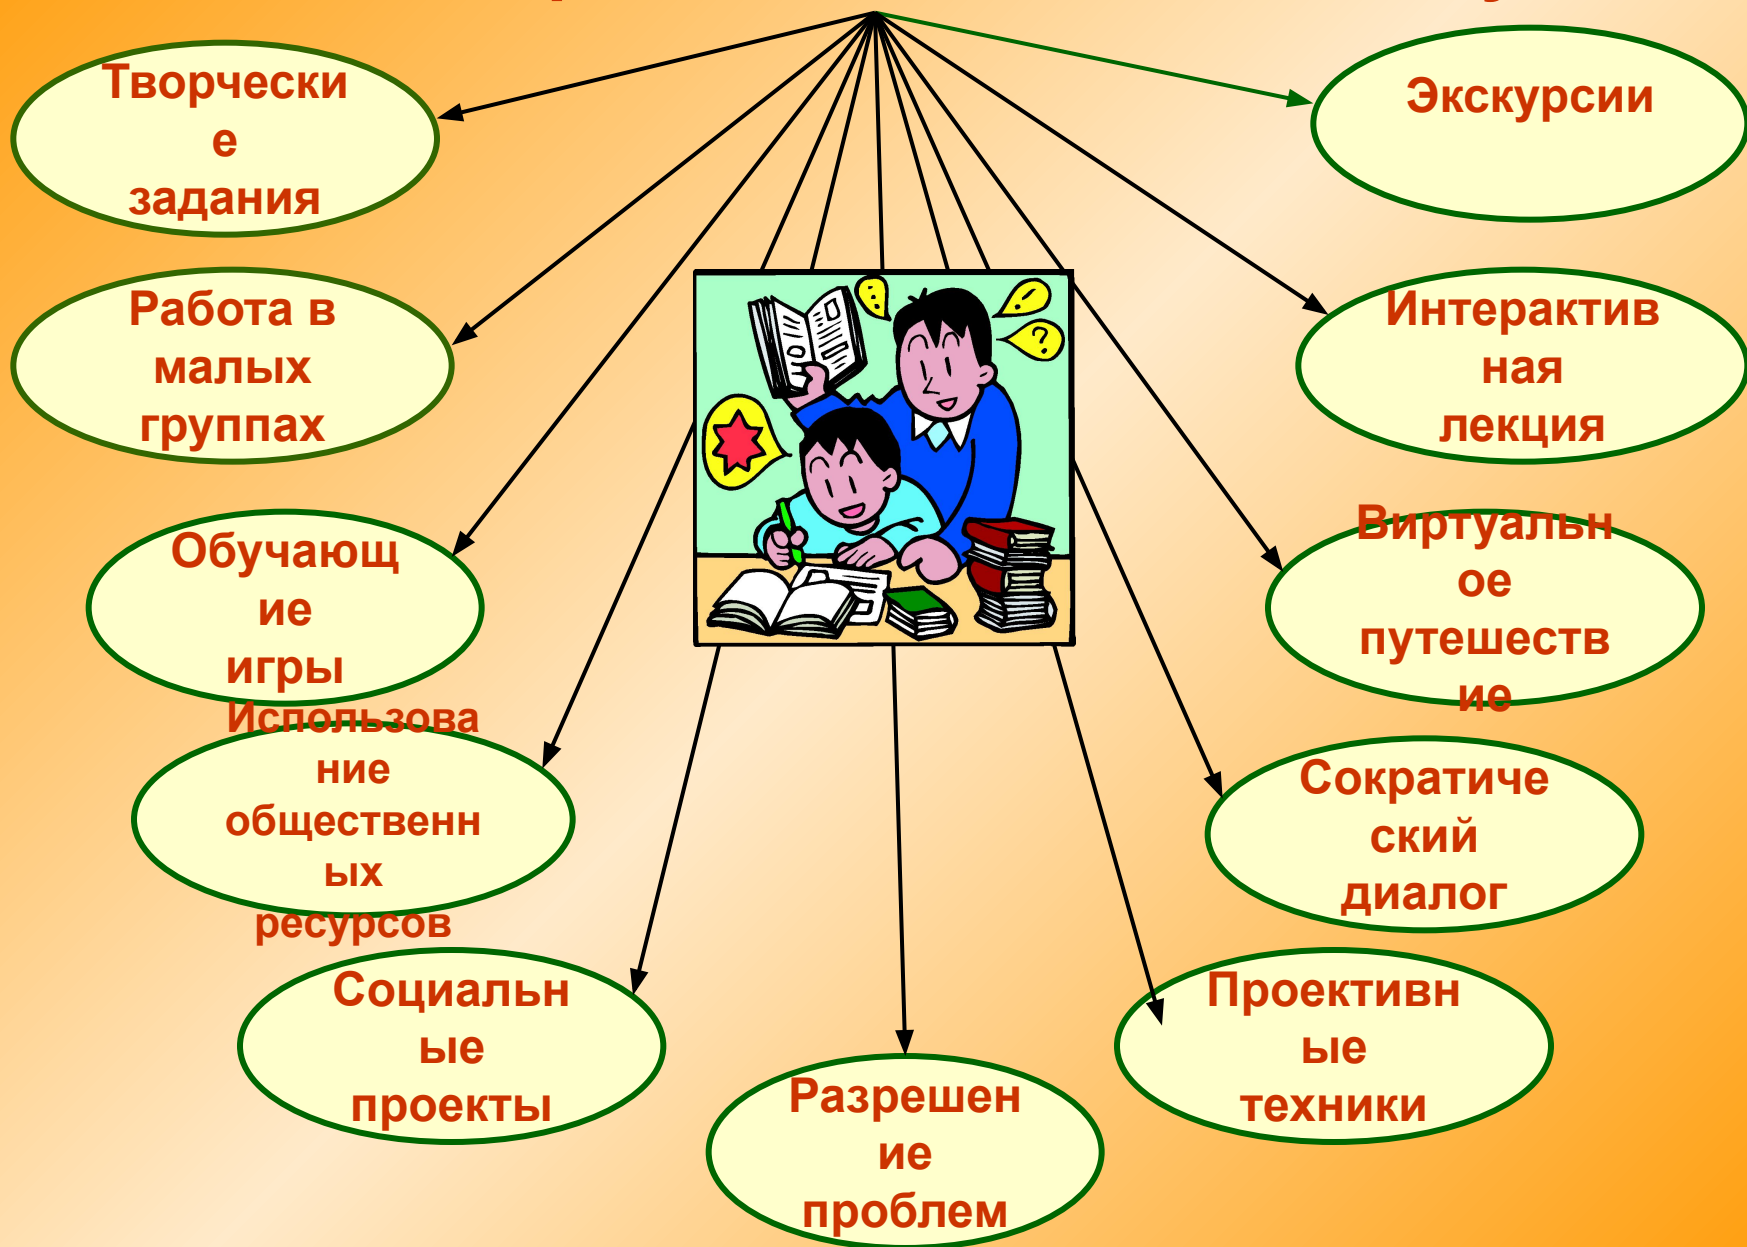 Творчески
е
задания
Экскурсии
Работа в
малых
группах
Интерактив
ная
лекция
Обучающ
ие
игры
Виртуальн
ое
путешеств
ие
Использова
ние
общественн
ых
ресурсов
Сократиче
ский
диалог
Социальн
ые
проекты
Проективн
ые
техники
Разрешен
ие
проблем